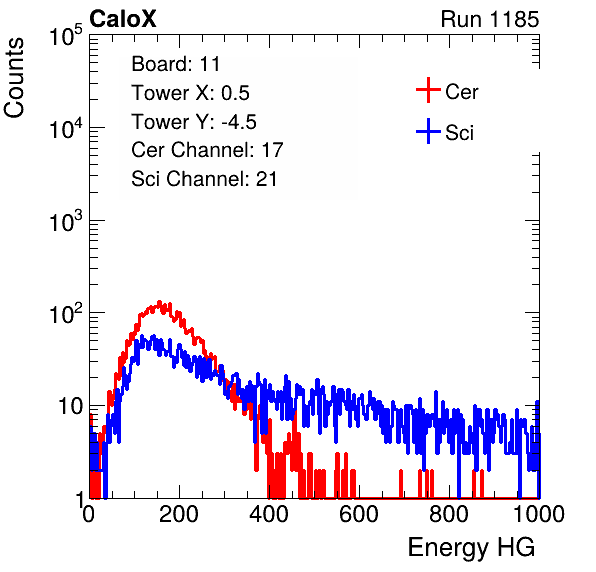 CaloX Run 1185
Counts
10^5
10^4
10^3
10^2
10
1
Board: 11
Tower X: 0.5
Tower Y: -4.5
Cer Channel: 17
Sci Channel: 21
Cer
Sci
0 200 400 600 800 1000
Energy HG